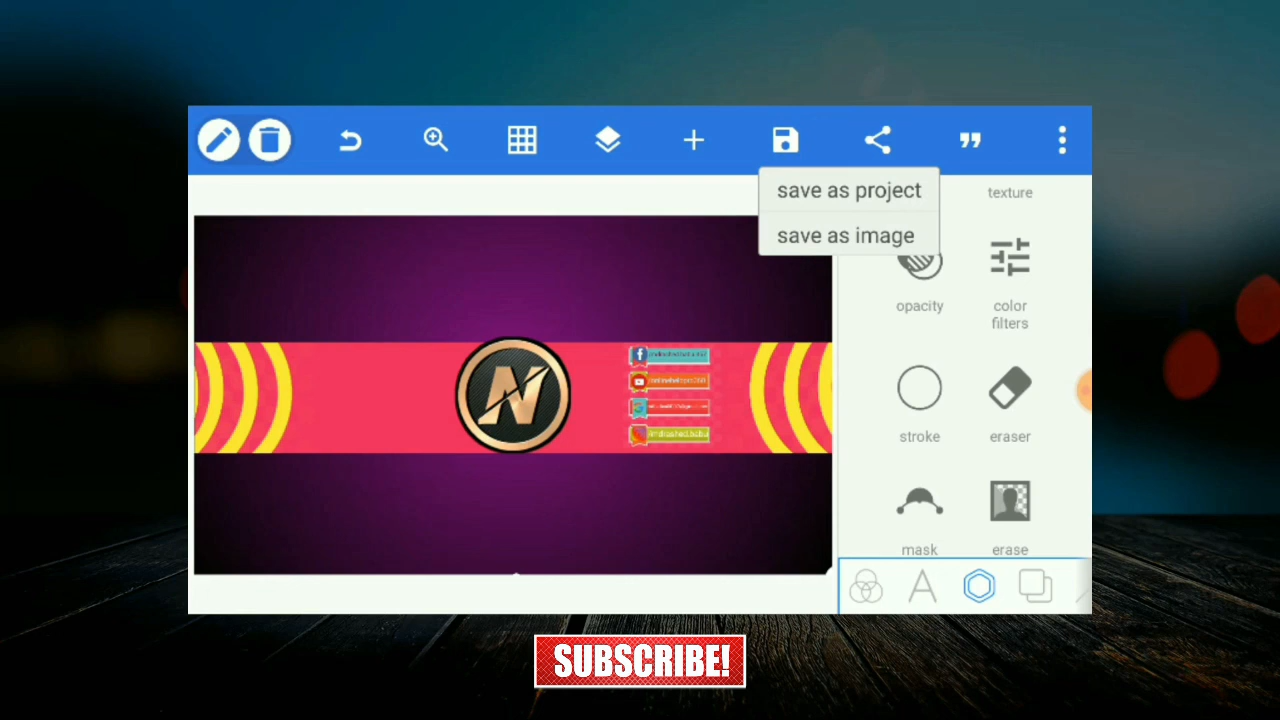 save as project
save as image
texture
opacity
color
filters
stroke
eraser
mask
erase
N
SUBSCRIBE!